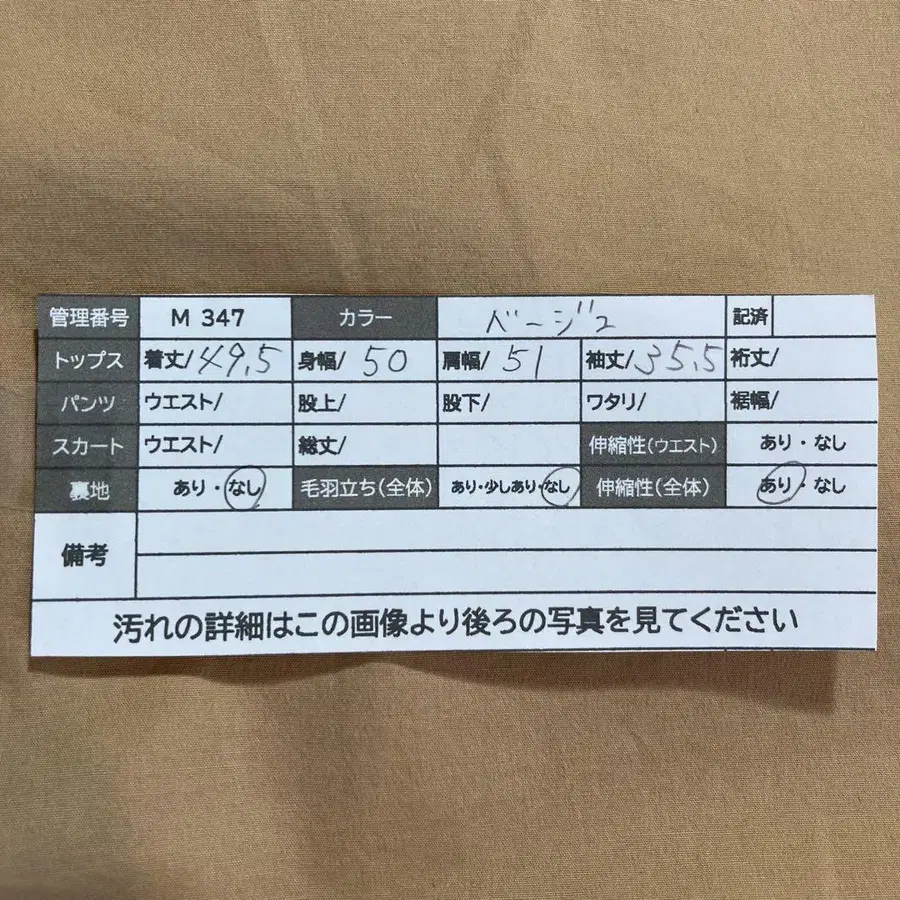 管理番号 M 347 カラー ベージュ 記済
トップス 着丈/49.5 身幅/50 肩幅/51 袖丈/35.5 裄丈/
パンツ ウエスト/ 股上/ 股下/ ワタリ/ 裾幅/
スカート ウエスト/ 総丈/ 伸縮性(ウエスト) あり・なし
裏地 あり・なし 毛羽立ち(全体) あり・少しあり・なし 伸縮性(全体) あり・なし
備考
汚れの詳細はこの画像より後ろの写真を見てください